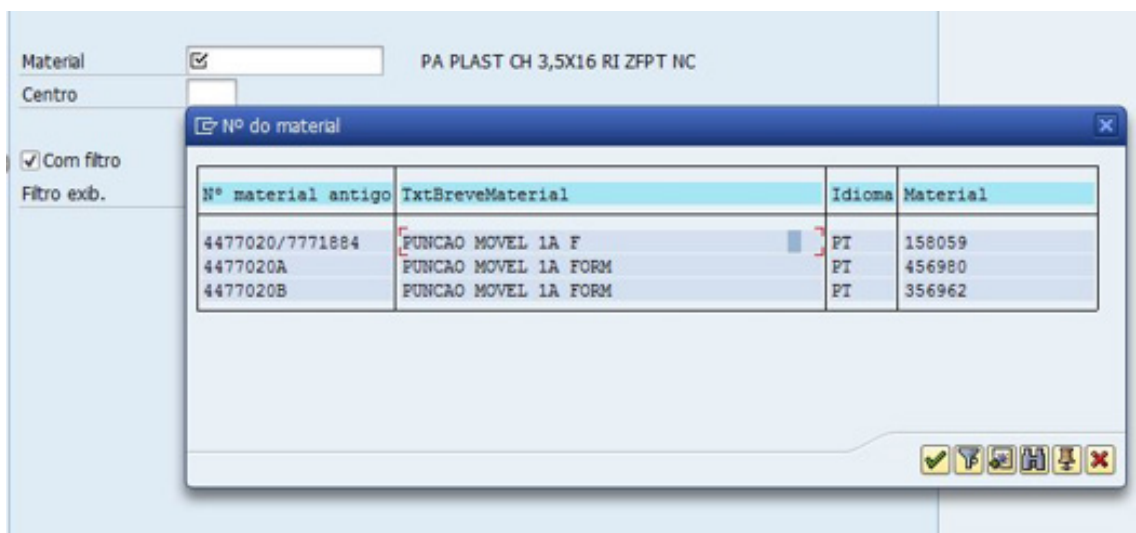 Material PA PLAST CH 3,5X16 RI ZFPT NC
Centro
Nº do material
Com filtro
Filtro exib.
Nº material antigo TxtBreveMaterial Idioma Material
4477020/7771884 PUNCAO MOVEL 1A F PT 158059
4477020A PUNCAO MOVEL 1A FORM PT 456980
4477020B PUNCAO MOVEL 1A FORM PT 356962